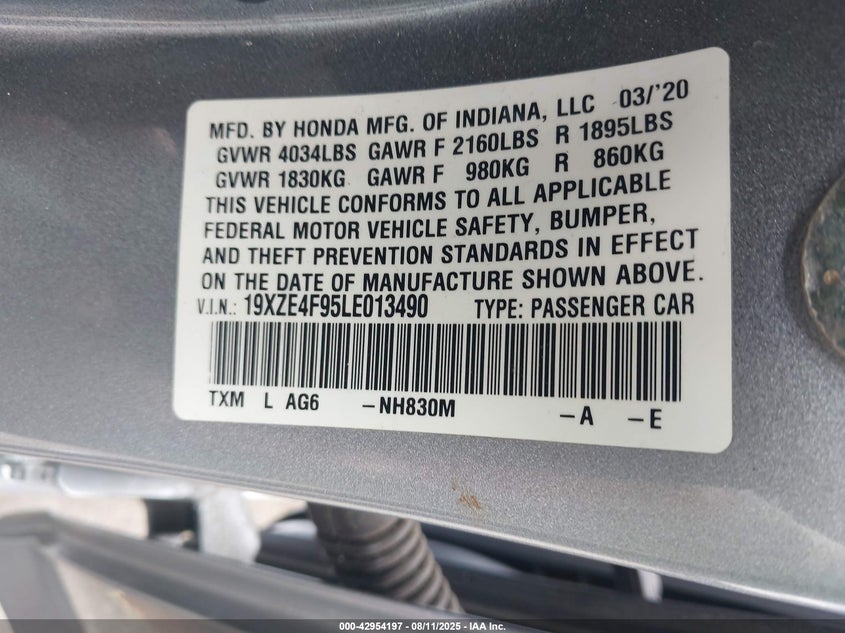 MFD. BY HONDA MFG. OF INDIANA, LLC 03/'20
GVWR 4034LBS GAWR F 2160LBS R 1895LBS
GVWR 1830KG GAWR F 980KG R 860KG
THIS VEHICLE CONFORMS TO ALL APPLICABLE
FEDERAL MOTOR VEHICLE SAFETY, BUMPER,
AND THEFT PREVENTION STANDARDS IN EFFECT
ON THE DATE OF MANUFACTURE SHOWN ABOVE.
V.I.N.: 19XZE4F95LE013490 TYPE: PASSENGER CAR
TXM L AG6 -NH830M -A -E
000-42954197 - 08/11/2025 - IAA Inc.